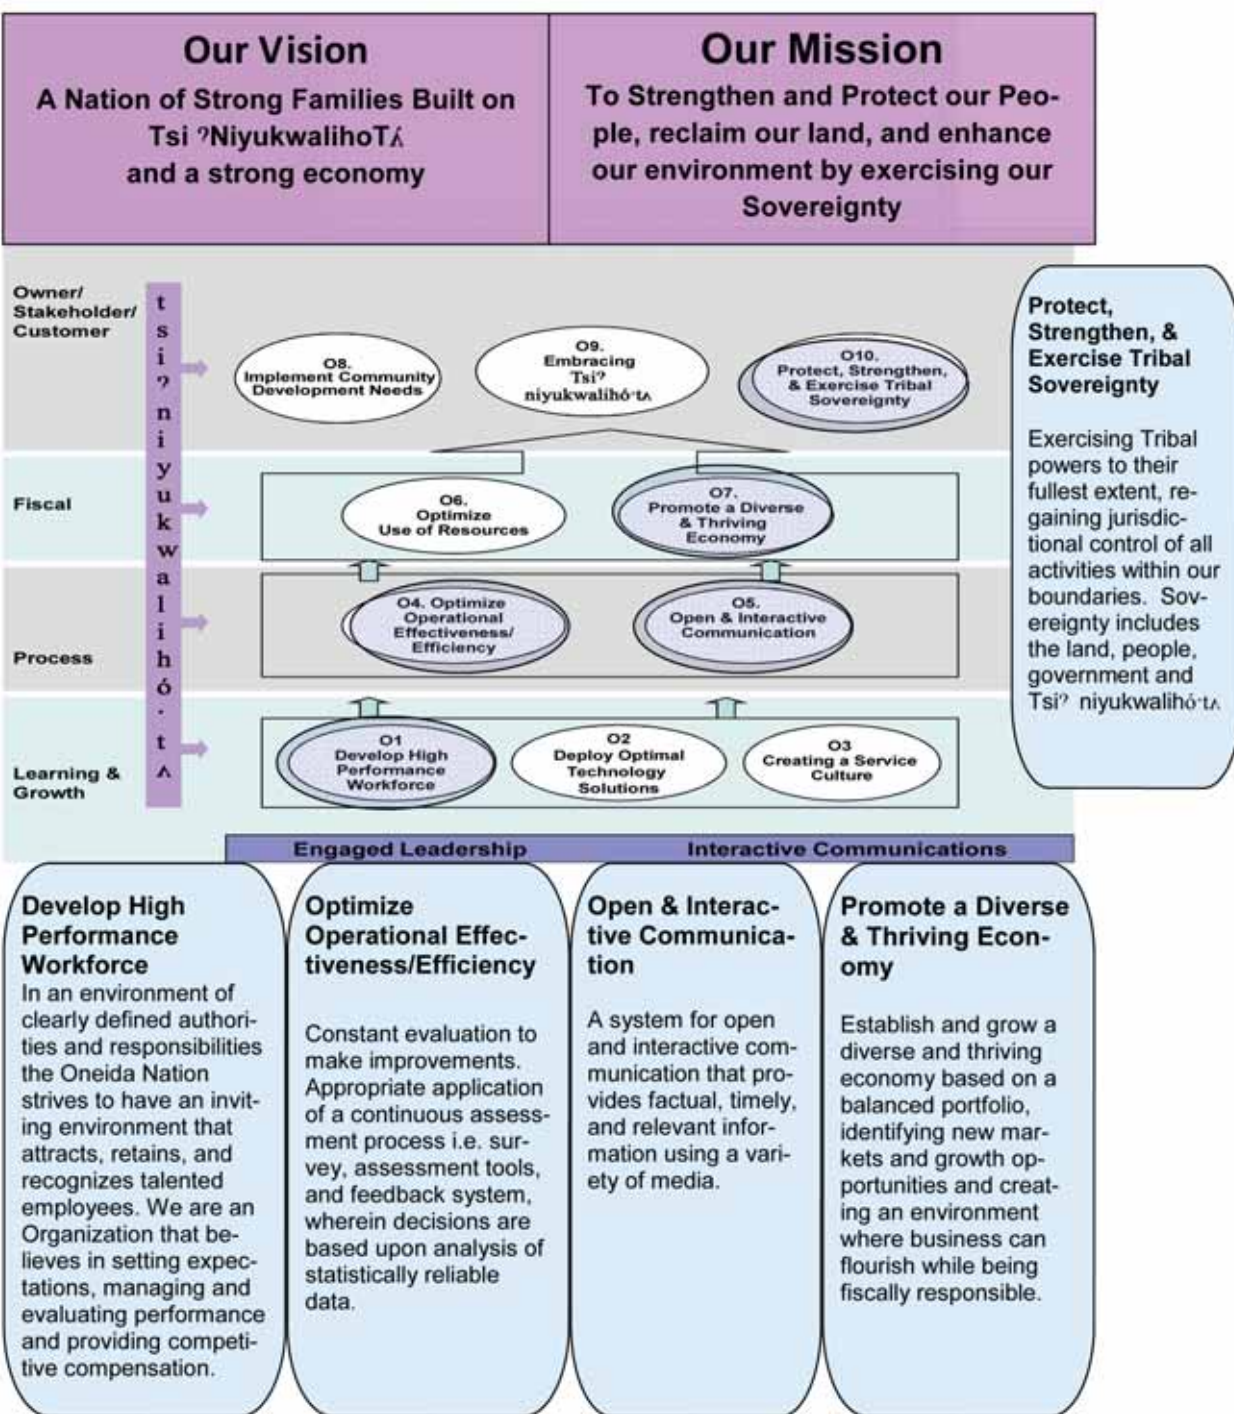 Our Vision
A Nation of Strong Families Built on
Tsi ˀNiyukwalihoTʌ́
and a strong economy
Our Mission
To Strengthen and Protect our Peo-
ple, reclaim our land, and enhance
our environment by exercising our
Sovereignty
Owner/
Stakeholder/
Customer
t
s
i
ˀ
n
i
y
u
k
w
a
l
i
h
ó
·
t
ʌ
O8.
Implement Community
Development Needs
O9.
Embracing
Tsiˀ
niyukwalihó·tʌ
O10.
Protect, Strengthen,
& Exercise Tribal
Sovereignty
Fiscal
O6.
Optimize
Use of Resources
O7.
Promote a Diverse
& Thriving
Economy
Process
O4. Optimize
Operational
Effectiveness/
Efficiency
O5.
Open & Interactive
Communication
Learning &
Growth
O1
Develop High
Performance
Workforce
O2
Deploy Optimal
Technology
Solutions
O3
Creating a Service
Culture
Engaged Leadership
Interactive Communications
Protect,
Strengthen, &
Exercise Tribal
Sovereignty
Exercising Tribal
powers to their
fullest extent, re-
gaining jurisdic-
tional control of all
activities within our
boundaries. Sov-
ereignty includes
the land, people,
government and
Tsiˀ niyukwalihó·tʌ
Develop High
Performance
Workforce
In an environment of
clearly defined authori-
ties and responsibilities
the Oneida Nation
strives to have an invit-
ing environment that
attracts, retains, and
recognizes talented
employees. We are an
Organization that be-
lieves in setting expec-
tations, managing and
evaluating performance
and providing competi-
tive compensation.
Optimize
Operational Effec-
tiveness/Efficiency
Constant evaluation to
make improvements.
Appropriate application
of a continuous assess-
ment process i.e. sur-
vey, assessment tools,
and feedback system,
wherein decisions are
based upon analysis of
statistically reliable
data.
Open & Interac-
tive Communica-
tion
A system for open
and interactive com-
munication that pro-
vides factual, timely,
and relevant infor-
mation using a vari-
ety of media.
Promote a Diverse
& Thriving Econ-
omy
Establish and grow a
diverse and thriving
economy based on a
balanced portfolio,
identifying new mar-
kets and growth op-
portunities and creat-
ing an environment
where business can
flourish while being
fiscally responsible.